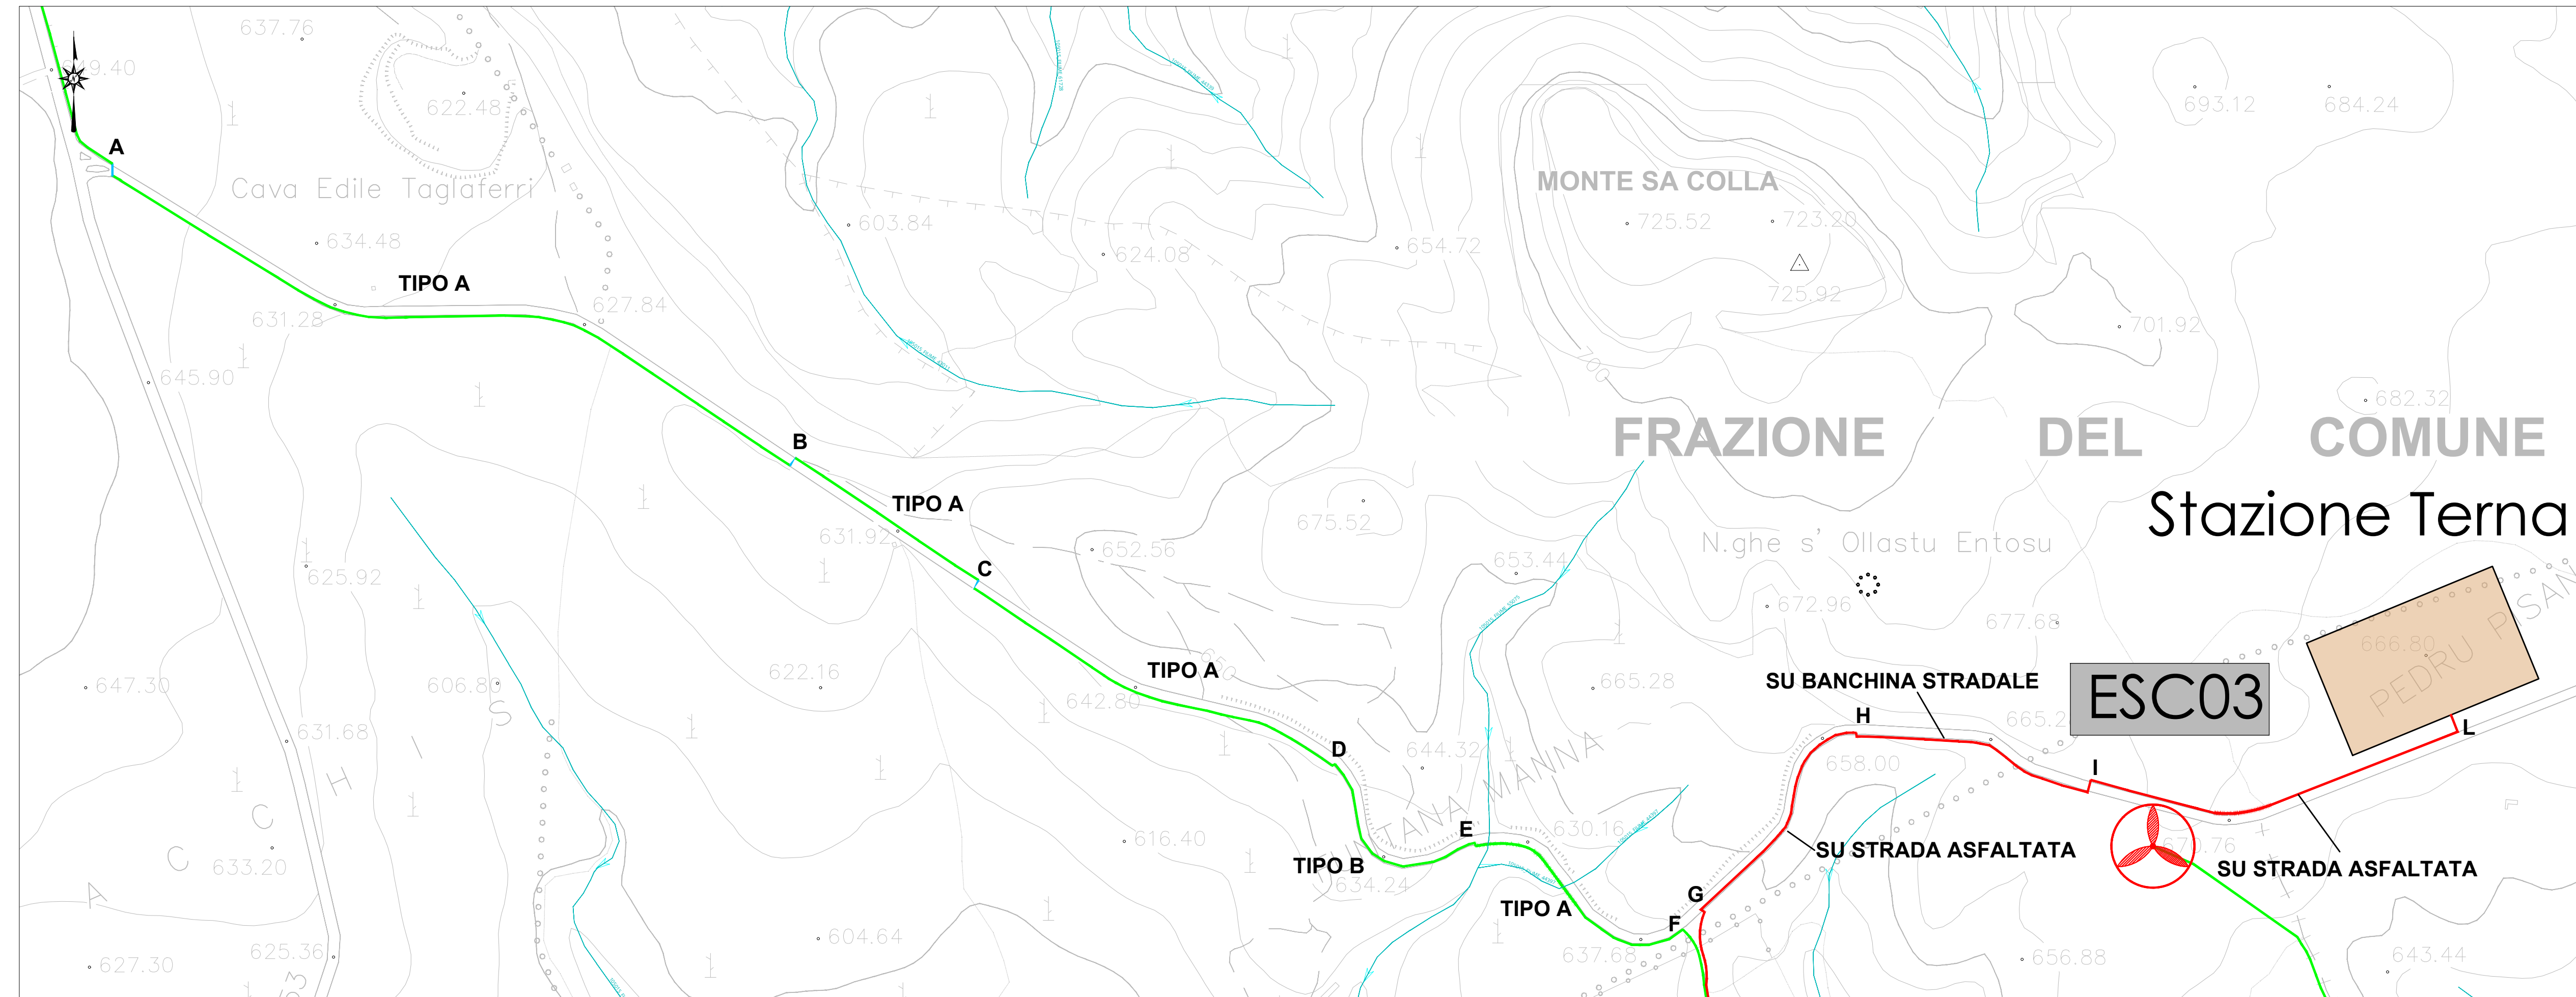 637.76
622.48
A
Cava Edile Taglaferri
634.48
TIPO A
631.28
627.84
645.90
603.84
624.08
654.72
MONTE SA COLLA
725.52
723.20
725.92
700
693.12
684.24
701.92
682.32
FRAZIONE DEL COMUNE
Stazione Terna
B
TIPO A
631.92
C
652.56
675.52
653.44
N.ghe s' Ollastu Entosu
672.96
677.68
625.92
622.16
606.80
647.30
631.68
TIPO A
650
642.80
665.28
SU BANCHINA STRADALE
H
ESC03
666.80
PEDRU PISAN
L
D
644.32
658.00
I
E
630.16
616.40
TIPO B
634.24
TANA MANINA
SU STRADA ASFALTATA
SU STRADA ASFALTATA
S
H
I
C
C
A
633.20
TIPO A
G
F
637.68
604.64
625.36
627.30
656.88
643.44
53